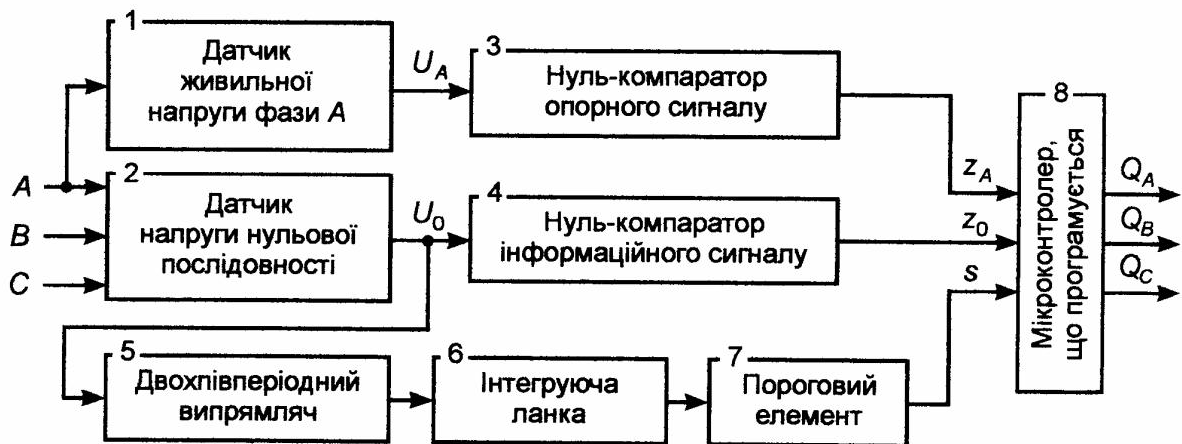 1
Датчик
живильної
напруги фази A
U_A
3
Нуль-компаратор
опорного сигналу
8
Мікроконтролер,
що програмується
A
B
C
2
Датчик
напруги нульової
послідовності
U_0
4
Нуль-компаратор
інформаційного сигналу
z_A
z_0
s
Q_A
Q_B
Q_C
5
Двохпівперіодний
випрямляч
6
Інтегруюча
ланка
7
Пороговий
елемент